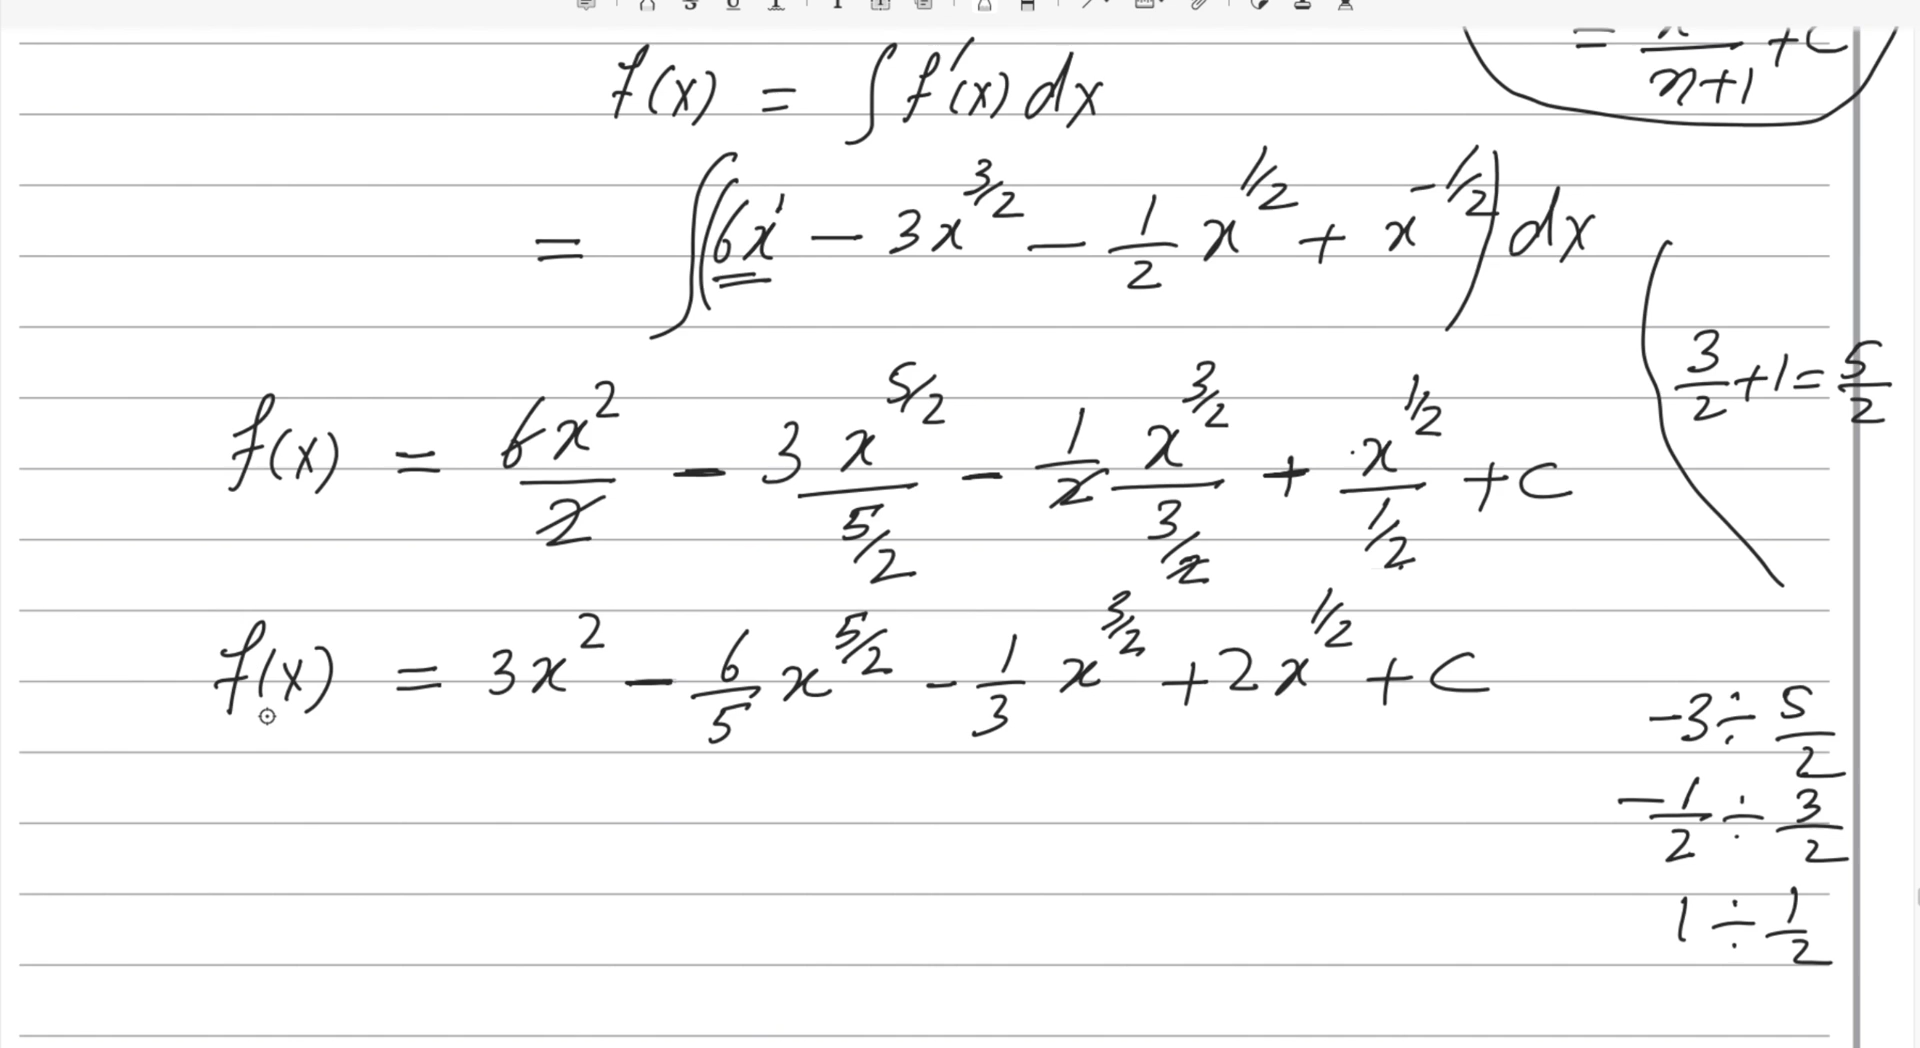 = xⁿ/(n+1) + C
f(x) = ∫ f'(x) dx
= ∫(6x¹ − 3x^(3/2) − 1/2 x^(1/2) + x^(−1/2)) dx
3/2 + 1 = 5/2
f(x) = 6x²/2 − 3 x^(5/2)/(5/2) − 1/2 x^(3/2)/(3/2) + x^(1/2)/(1/2) + C
f(x) = 3x² − 6/5 x^(5/2) − 1/3 x^(3/2) + 2x^(1/2) + C
−3 ÷ 5/2
−1/2 ÷ 3/2
1 ÷ 1/2